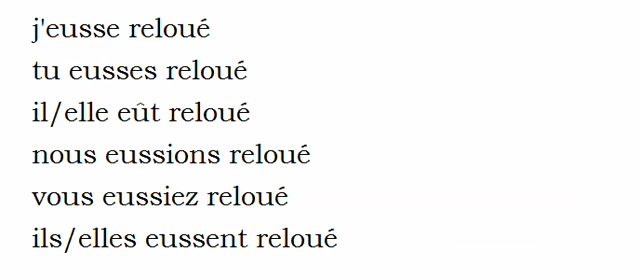 j'eusse reloué
tu eusses reloué
il/elle eût reloué
nous eussions reloué
vous eussiez reloué
ils/elles eussent reloué